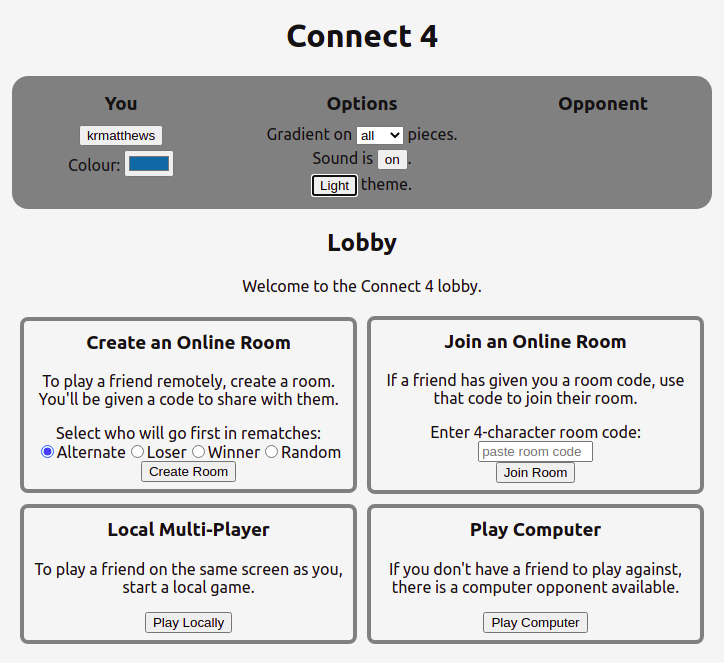 Connect 4
You
krmatthews
Colour:
Options
Gradient on all pieces.
Sound is on.
Light theme.
Opponent
Lobby
Welcome to the Connect 4 lobby.
Create an Online Room
To play a friend remotely, create a room.
You'll be given a code to share with them.
Select who will go first in rematches:
Alternate Loser Winner Random
Create Room
Join an Online Room
If a friend has given you a room code, use
that code to join their room.
Enter 4-character room code:
paste room code
Join Room
Local Multi-Player
To play a friend on the same screen as you,
start a local game.
Play Locally
Play Computer
If you don't have a friend to play against,
there is a computer opponent available.
Play Computer